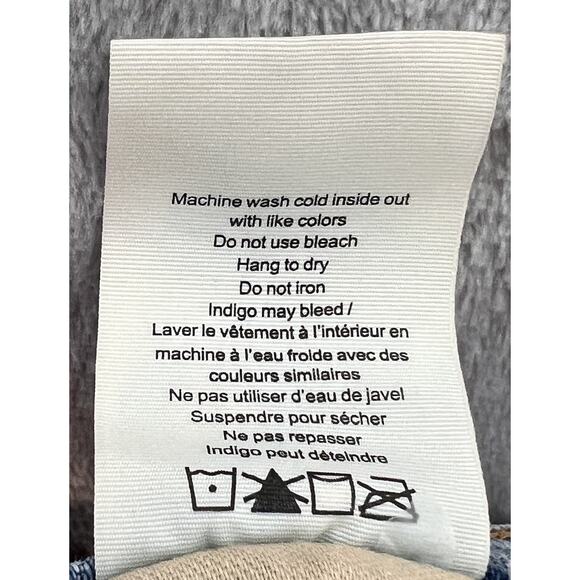 Machine wash cold inside out
with like colors
Do not use bleach
Hang to dry
Do not iron
Indigo may bleed /
Laver le vêtement à l'intérieur en
machine à l'eau froide avec des
couleurs similaires
Ne pas utiliser d'eau de javel
Suspendre pour sécher
Ne pas repasser
Indigo peut déteindre